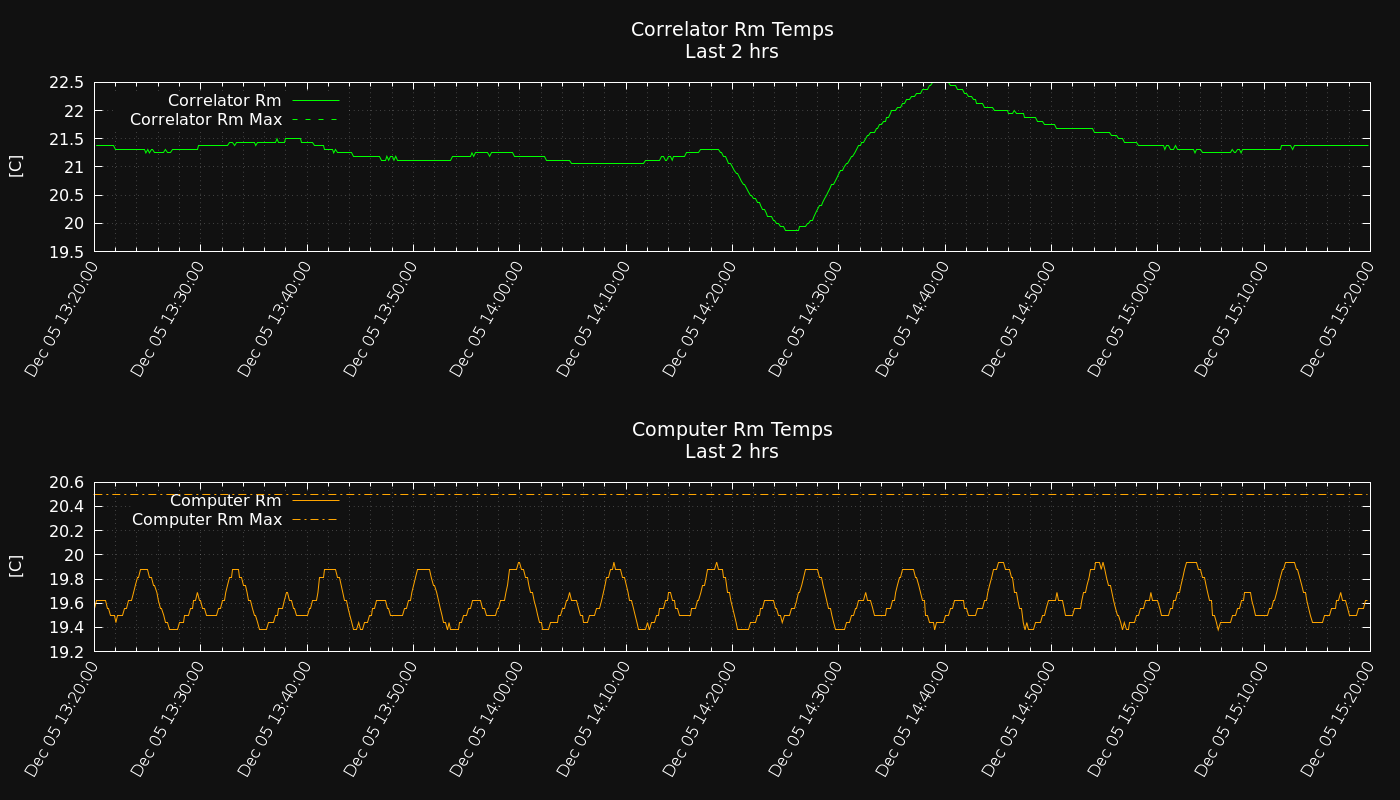 Correlator Rm Temps
Last 2 hrs
22.5
22
21.5
21
20.5
20
19.5
[C]
Correlator Rm
Correlator Rm Max
Dec 05 13:20:00
Dec 05 13:30:00
Dec 05 13:40:00
Dec 05 13:50:00
Dec 05 14:00:00
Dec 05 14:10:00
Dec 05 14:20:00
Dec 05 14:30:00
Dec 05 14:40:00
Dec 05 14:50:00
Dec 05 15:00:00
Dec 05 15:10:00
Dec 05 15:20:00
Computer Rm Temps
Last 2 hrs
20.6
20.4
20.2
20
19.8
19.6
19.4
19.2
[C]
Computer Rm
Computer Rm Max
Dec 05 13:20:00
Dec 05 13:30:00
Dec 05 13:40:00
Dec 05 13:50:00
Dec 05 14:00:00
Dec 05 14:10:00
Dec 05 14:20:00
Dec 05 14:30:00
Dec 05 14:40:00
Dec 05 14:50:00
Dec 05 15:00:00
Dec 05 15:10:00
Dec 05 15:20:00